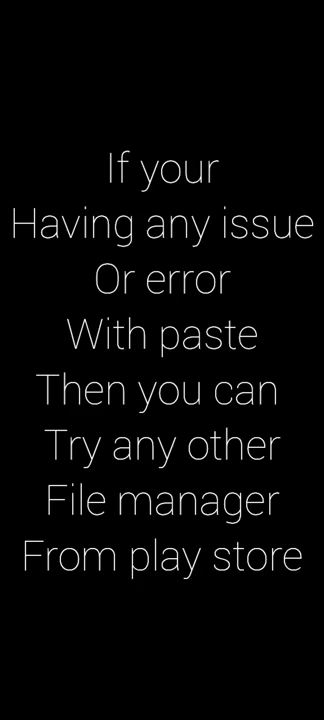 If your
Having any issue
Or error
With paste
Then you can
Try any other
File manager
From play store